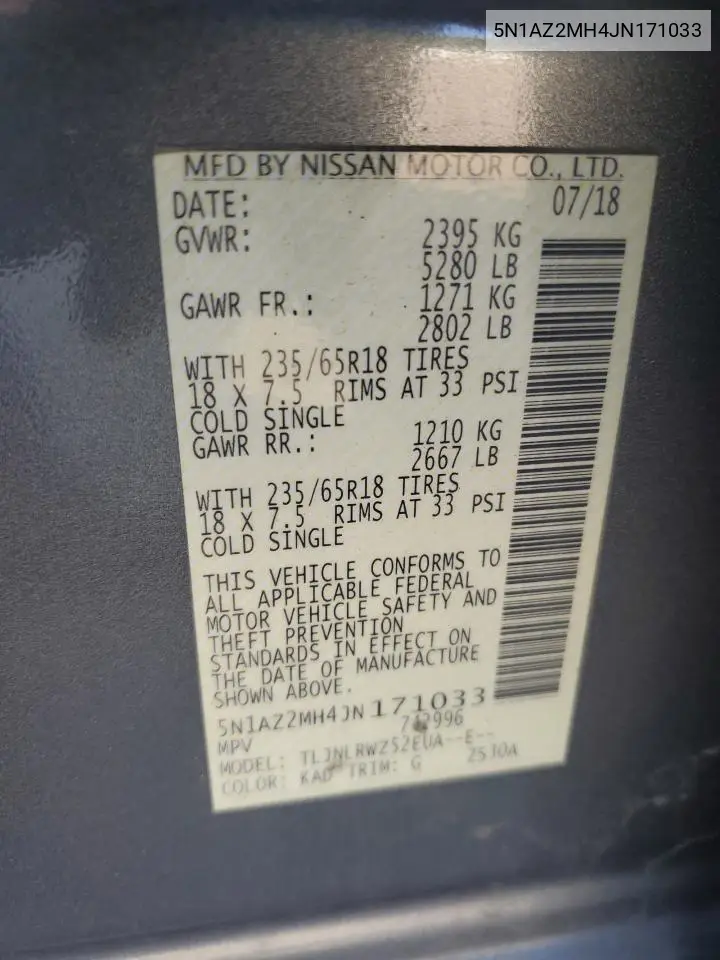 5N1AZ2MH4JN171033
MFD BY NISSAN MOTOR CO., LTD.
DATE: 07/18
GVWR: 2395 KG
5280 LB
GAWR FR.: 1271 KG
2802 LB
WITH 235/65R18 TIRES
18 X 7.5 RIMS AT 33 PSI
COLD SINGLE
GAWR RR.: 1210 KG
2667 LB
WITH 235/65R18 TIRES
18 X 7.5 RIMS AT 33 PSI
COLD SINGLE
THIS VEHICLE CONFORMS TO
ALL APPLICABLE FEDERAL
MOTOR VEHICLE SAFETY AND
THEFT PREVENTION
STANDARDS IN EFFECT ON
THE DATE OF MANUFACTURE
SHOWN ABOVE.
5N1AZ2MH4JN171033
MPV
MODEL: TLJNLRWZ52EUA--E--
COLOR: KAD TRIM: G